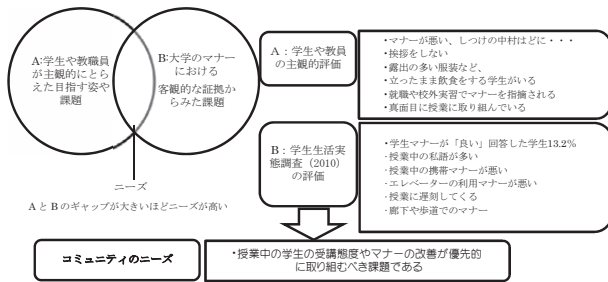 A:学生や教職員
が主観的にとら
えた目指す姿や
課題
B:大学のマナー
における
客観的な証拠
からみた課題
ニーズ
AとBのギャップが大きいほどニーズが高い
A：学生や教員
の主観的評価
・マナーが悪い、しつけの中村はどに・・・
・挨拶をしない
・露出の多い服装など、
・立ったまま飲食をする学生がいる
・就職や校外実習でマナーを指摘される
・真面目に授業に取り組んでいる
B：学生生活実
態調査（2010）
の評価
・学生マナーが「良い」回答した学生13.2%
・授業中の私語が多い
・授業中の携帯マナーが悪い
・エレベーターの利用マナーが悪い
・授業に遅刻してくる
・廊下や歩道でのマナー
コミュニティのニーズ
・授業中の学生の受講態度やマナーの改善が優先的
に取り組むべき課題である